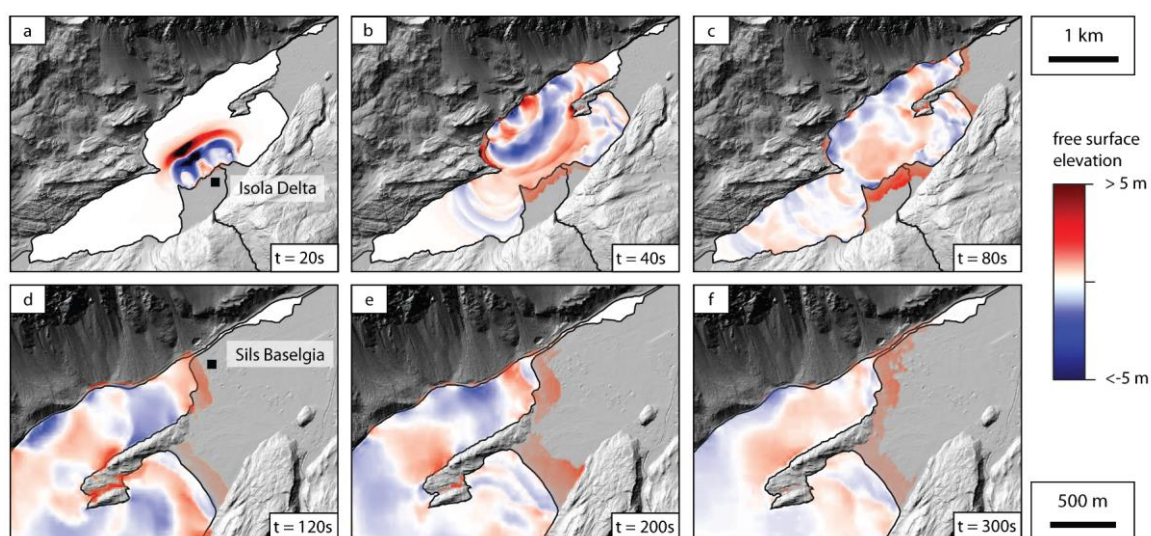 a
b
c
1 km
free surface
elevation
> 5 m
<-5 m
Isola Delta
t = 20s
t = 40s
t = 80s
d
e
f
Sils Baselgia
t = 120s
t = 200s
t = 300s
500 m